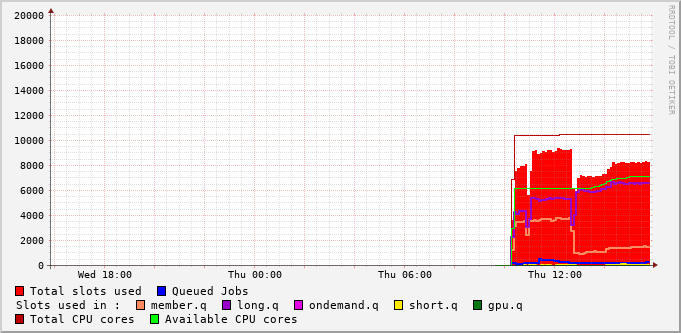 20000
18000
16000
14000
12000
10000
8000
6000
4000
2000
0
Wed 18:00 Thu 00:00 Thu 06:00 Thu 12:00
RRDTOOL / TOBI OETIKER
Total slots used Queued Jobs
Slots used in : member.q long.q ondemand.q short.q gpu.q
Total CPU cores Available CPU cores